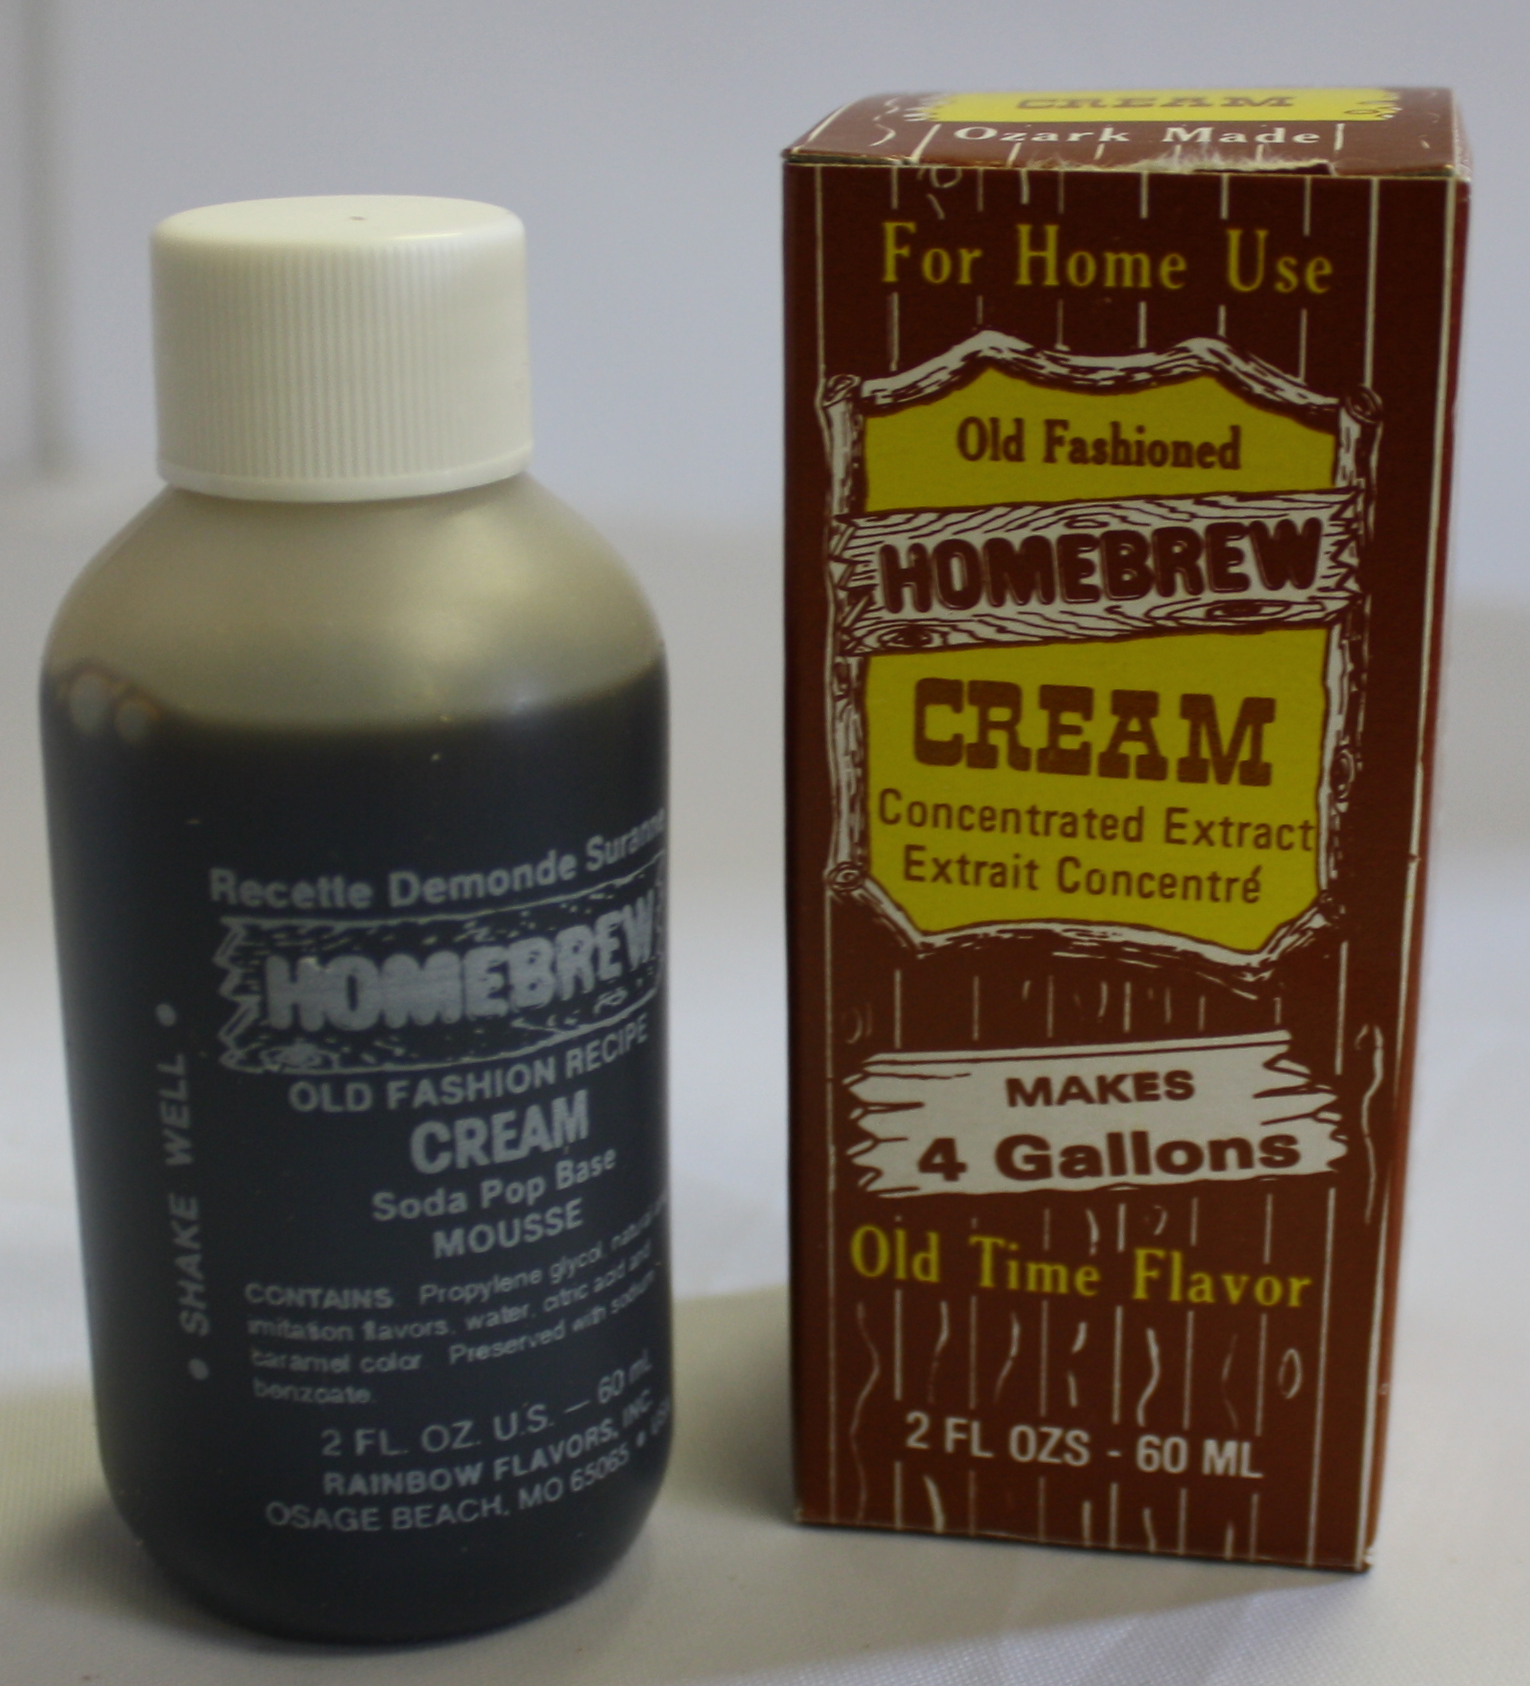 Recette Demonde
HOMEBREW
OLD FASHION RECIPE
CREAM
Soda Pop Base
MOUSSE
CONTAINS Propylene glycol, natural and
imitation flavors, water, citric acid and
caramel color. Preserved with sodium
benzoate.
2 FL. OZ. U.S. — 60 mL
RAINBOW FLAVORS, INC.
OSAGE BEACH, MO 65065 • USA
• SHAKE WELL •
CREAM
Ozark Made
For Home Use
Old Fashioned
HOMEBREW
CREAM
Concentrated Extract
Extrait Concentré
MAKES
4 Gallons
Old Time Flavor
2 FL OZS - 60 ML